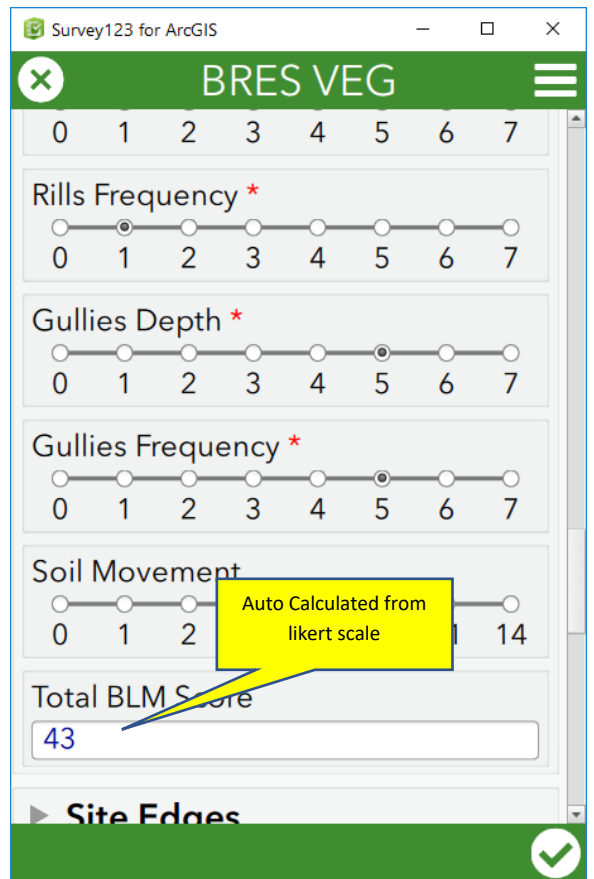 Survey123 for ArcGIS
BRES VEG
0 1 2 3 4 5 6 7
Rills Frequency *
0 1 2 3 4 5 6 7
Gullies Depth *
0 1 2 3 4 5 6 7
Gullies Frequency *
0 1 2 3 4 5 6 7
Soil Movement
0 1 2 14
Auto Calculated from
likert scale
Total BLM Score
43
Site Edges